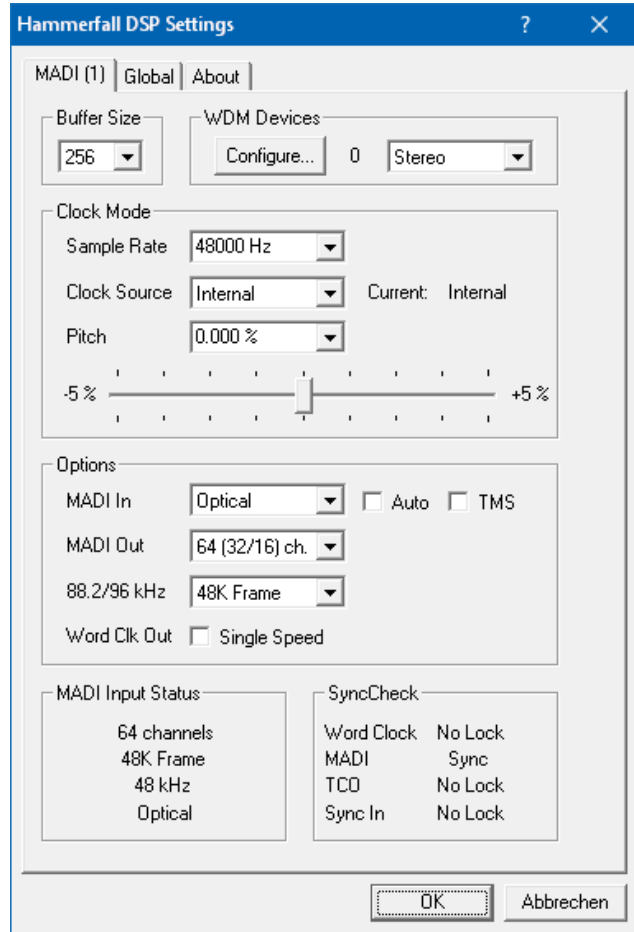 Hammerfall DSP Settings
MADI (1) Global About
Buffer Size
256
WDM Devices
Configure... 0 Stereo
Clock Mode
Sample Rate 48000 Hz
Clock Source Internal Current: Internal
Pitch 0.000 %
-5 % +5 %
Options
MADI In Optical Auto TMS
MADI Out 64 (32/16) ch.
88.2/96 kHz 48K Frame
Word Clk Out Single Speed
MADI Input Status
64 channels
48K Frame
48 kHz
Optical
SyncCheck
Word Clock No Lock
MADI Sync
TCO No Lock
Sync In No Lock
OK Abbrechen